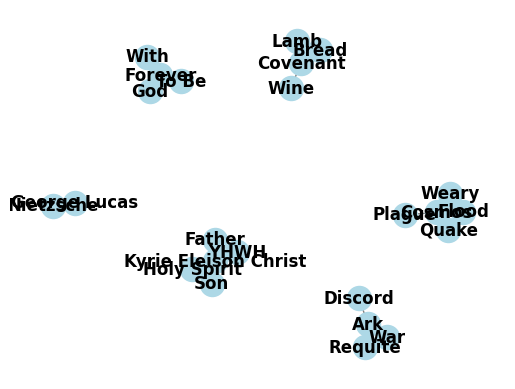 Lamb
Bread
With
Covenant
Forever
To Be
God
Wine
Weary
George Lucas
Nietzsche
Cosmos
Flood
Plague
Quake
Father
YHWH
Kyrie Eleison Christ
Holy Spirit
Son
Discord
Ark
War
Requite